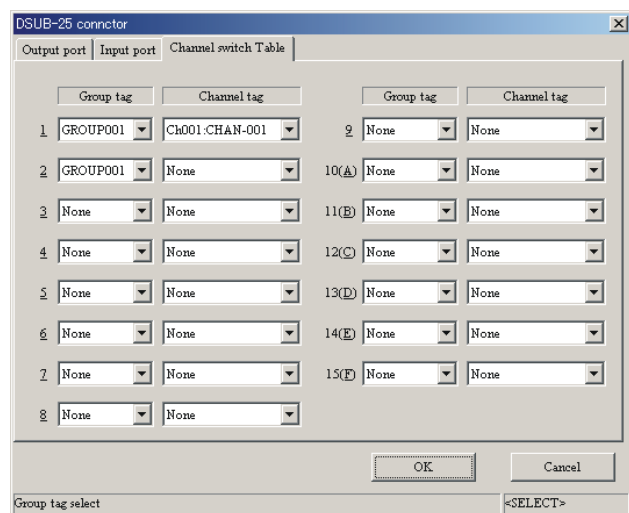 DSUB-25 connctor
Output port Input port Channel switch Table
Group tag Channel tag Group tag Channel tag
1 GROUP001 Ch001:CHAN-001 9 None None
2 GROUP001 None 10(A) None None
3 None None 11(B) None None
4 None None 12(C) None None
5 None None 13(D) None None
6 None None 14(E) None None
7 None None 15(F) None None
8 None None
OK Cancel
Group tag select <SELECT>